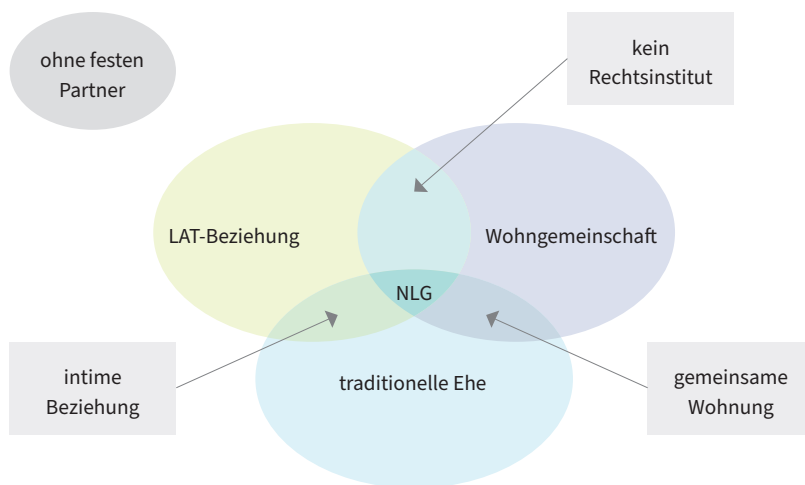 ohne festen
Partner
kein
Rechtsinstitut
LAT-Beziehung
Wohngemeinschaft
NLG
intime
Beziehung
traditionelle Ehe
gemeinsame
Wohnung